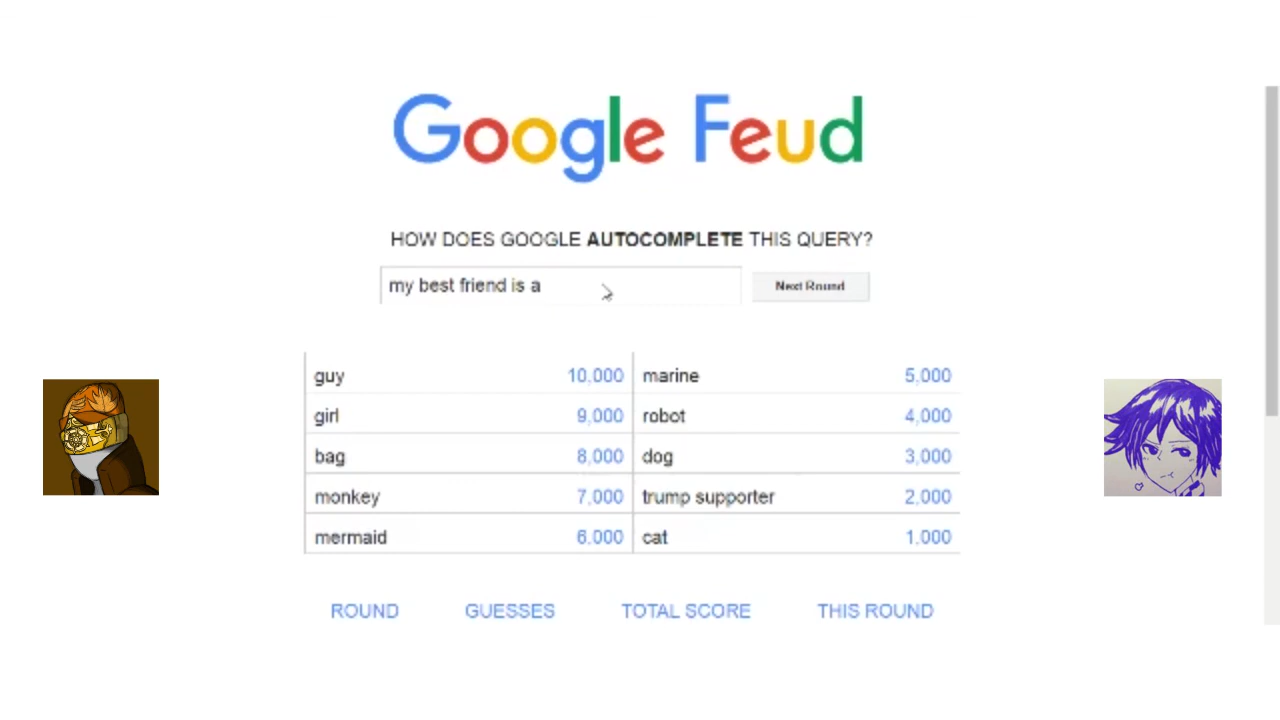 Google Feud
HOW DOES GOOGLE AUTOCOMPLETE THIS QUERY?
my best friend is a
Next Round
guy 10,000 marine 5,000
girl 9,000 robot 4,000
bag 8,000 dog 3,000
monkey 7,000 trump supporter 2,000
mermaid 6,000 cat 1,000
ROUND GUESSES TOTAL SCORE THIS ROUND